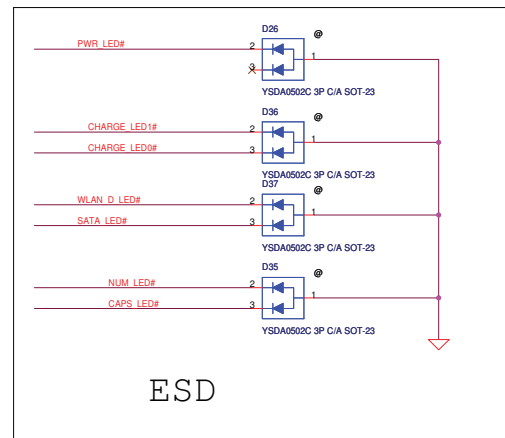 D26
@
PWR_LED#
2
1
3
YSDA0502C 3P C/A SOT-23
D36
@
CHARGE_LED1#
2
1
CHARGE_LED0#
3
YSDA0502C 3P C/A SOT-23
D37
@
WLAN_D_LED#
2
1
SATA_LED#
3
YSDA0502C 3P C/A SOT-23
D35
@
NUM_LED#
2
1
CAPS_LED#
3
YSDA0502C 3P C/A SOT-23
ESD